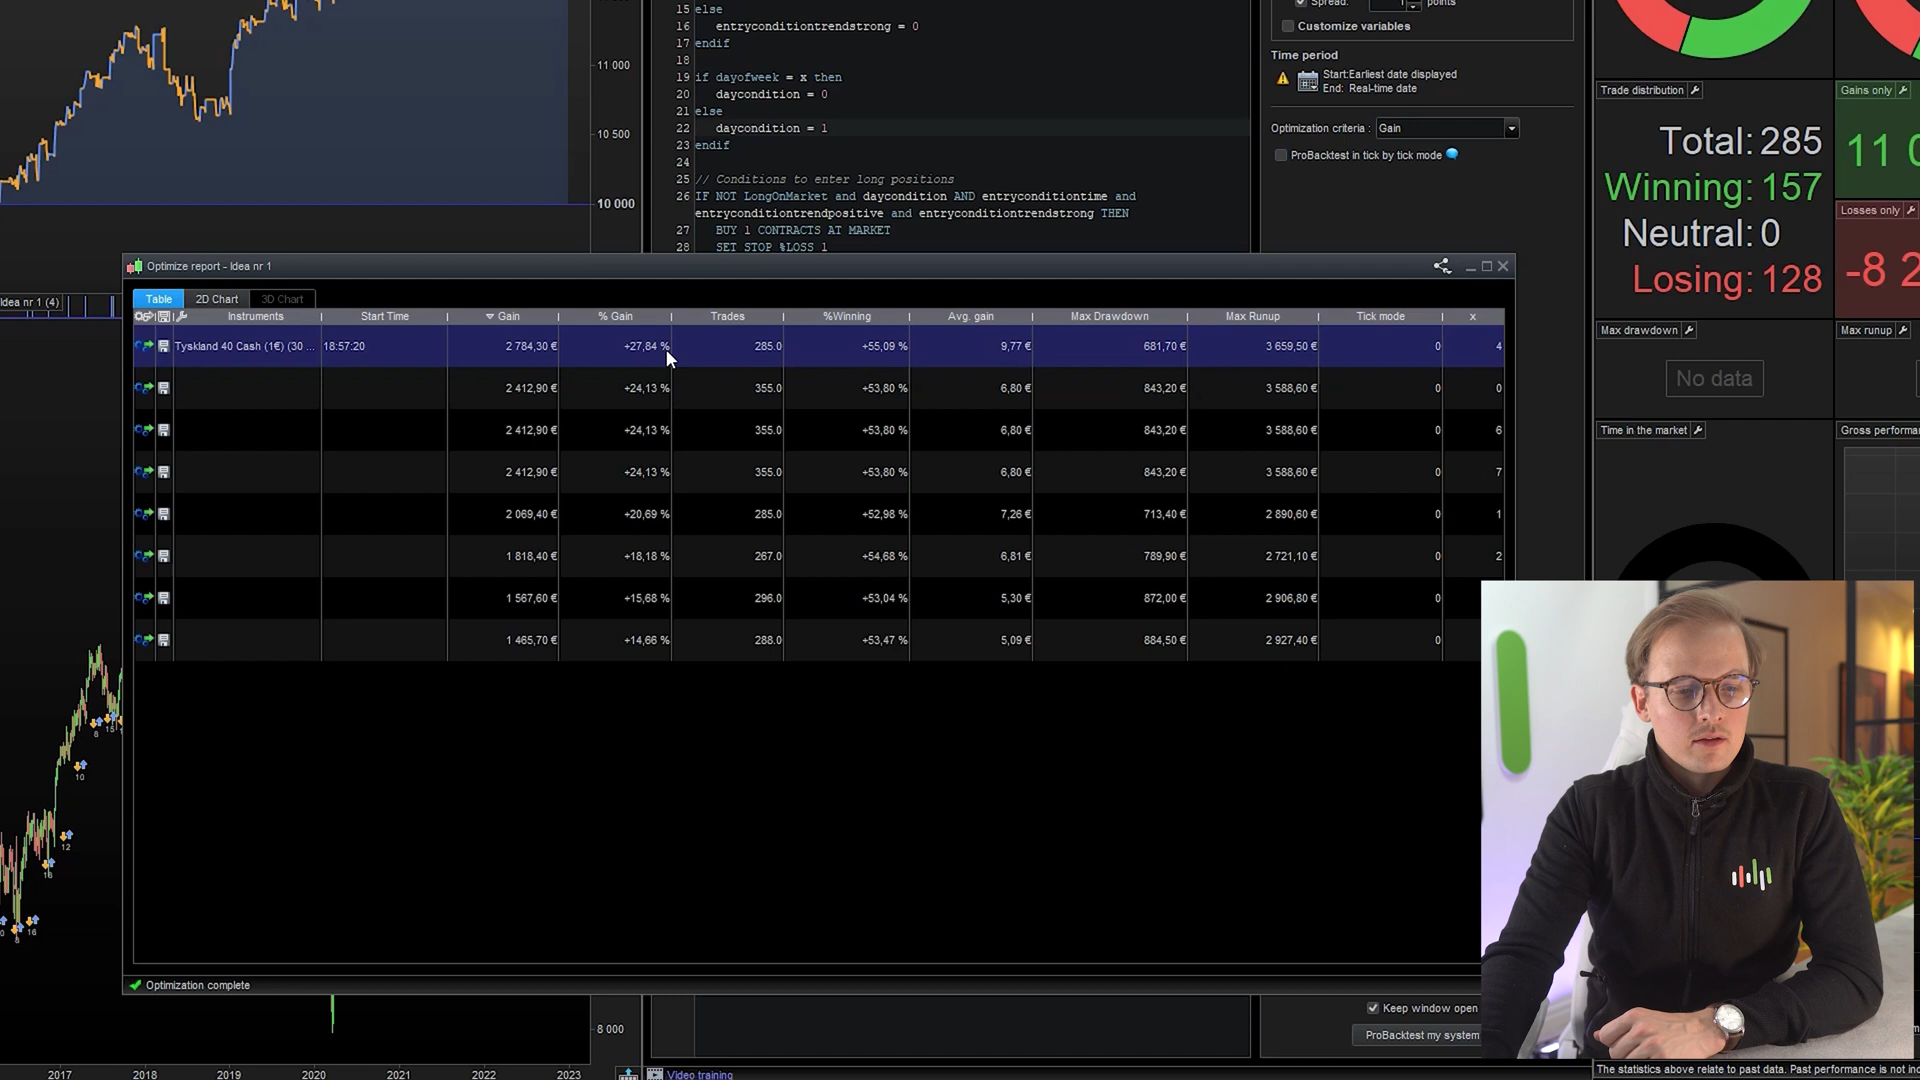 15 else
16 entryconditiontrendstrong = 0
17 endif
18
19 if dayofweek = x then
20 daycondition = 0
21 else
22 daycondition = 1
23 endif
24
25 // Conditions to enter long positions
26 IF NOT LongOnMarket and daycondition AND entryconditiontime and
entryconditiontrendpositive and entryconditiontrendstrong THEN
27 BUY 1 CONTRACTS AT MARKET
28 SET STOP %LOSS 1
Spread: 1 points
Customize variables
Time period
Start:Earliest date displayed
End: Real-time date
Optimization criteria : Gain
ProBacktest in tick by tick mode
Trade distribution
Total: 285
Winning: 157
Neutral: 0
Losing: 128
Gains only
11 0
Losses only
-8 2
Max drawdown
No data
Max runup
Time in the market
Gross performa
11 000
10 500
10 000
Idea nr 1 (4)
Optimize report - Idea nr 1
Table 2D Chart 3D Chart
Instruments Start Time Gain % Gain Trades %Winning Avg. gain Max Drawdown Max Runup Tick mode x
Tyskland 40 Cash (1€) (30 ... 18:57:20 2 784,30 € +27,84 % 285.0 +55,09 % 9,77 € 681,70 € 3 659,50 € 0 4
2 412,90 € +24,13 % 355.0 +53,80 % 6,80 € 843,20 € 3 588,60 € 0 0
2 412,90 € +24,13 % 355.0 +53,80 % 6,80 € 843,20 € 3 588,60 € 0 6
2 412,90 € +24,13 % 355.0 +53,80 % 6,80 € 843,20 € 3 588,60 € 0 7
2 069,40 € +20,69 % 285.0 +52,98 % 7,26 € 713,40 € 2 890,60 € 0 1
1 818,40 € +18,18 % 267.0 +54,68 % 6,81 € 789,90 € 2 721,10 € 0 2
1 567,60 € +15,68 % 296.0 +53,04 % 5,30 € 872,00 € 2 906,80 € 0
1 465,70 € +14,66 % 288.0 +53,47 % 5,09 € 884,50 € 2 927,40 € 0
Optimization complete
10
12
16
8 000
Keep window open
ProBacktest my system
2017 2018 2019 2020 2021 2022 2023
Video training
The statistics above relate to past data. Past performance is not inc